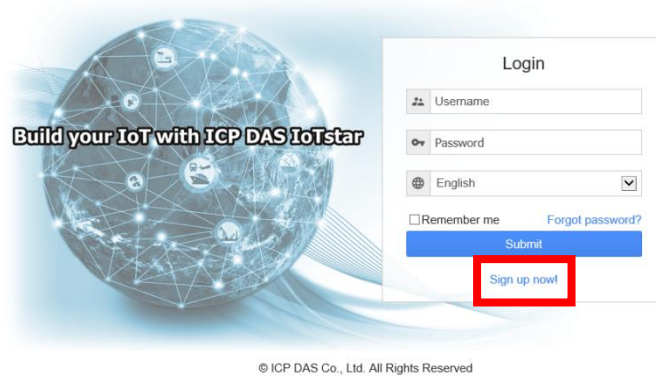 Build your IoT with ICP DAS IoTstar
Login
Username
Password
English
Remember me Forgot password?
Submit
Sign up now!
© ICP DAS Co., Ltd. All Rights Reserved